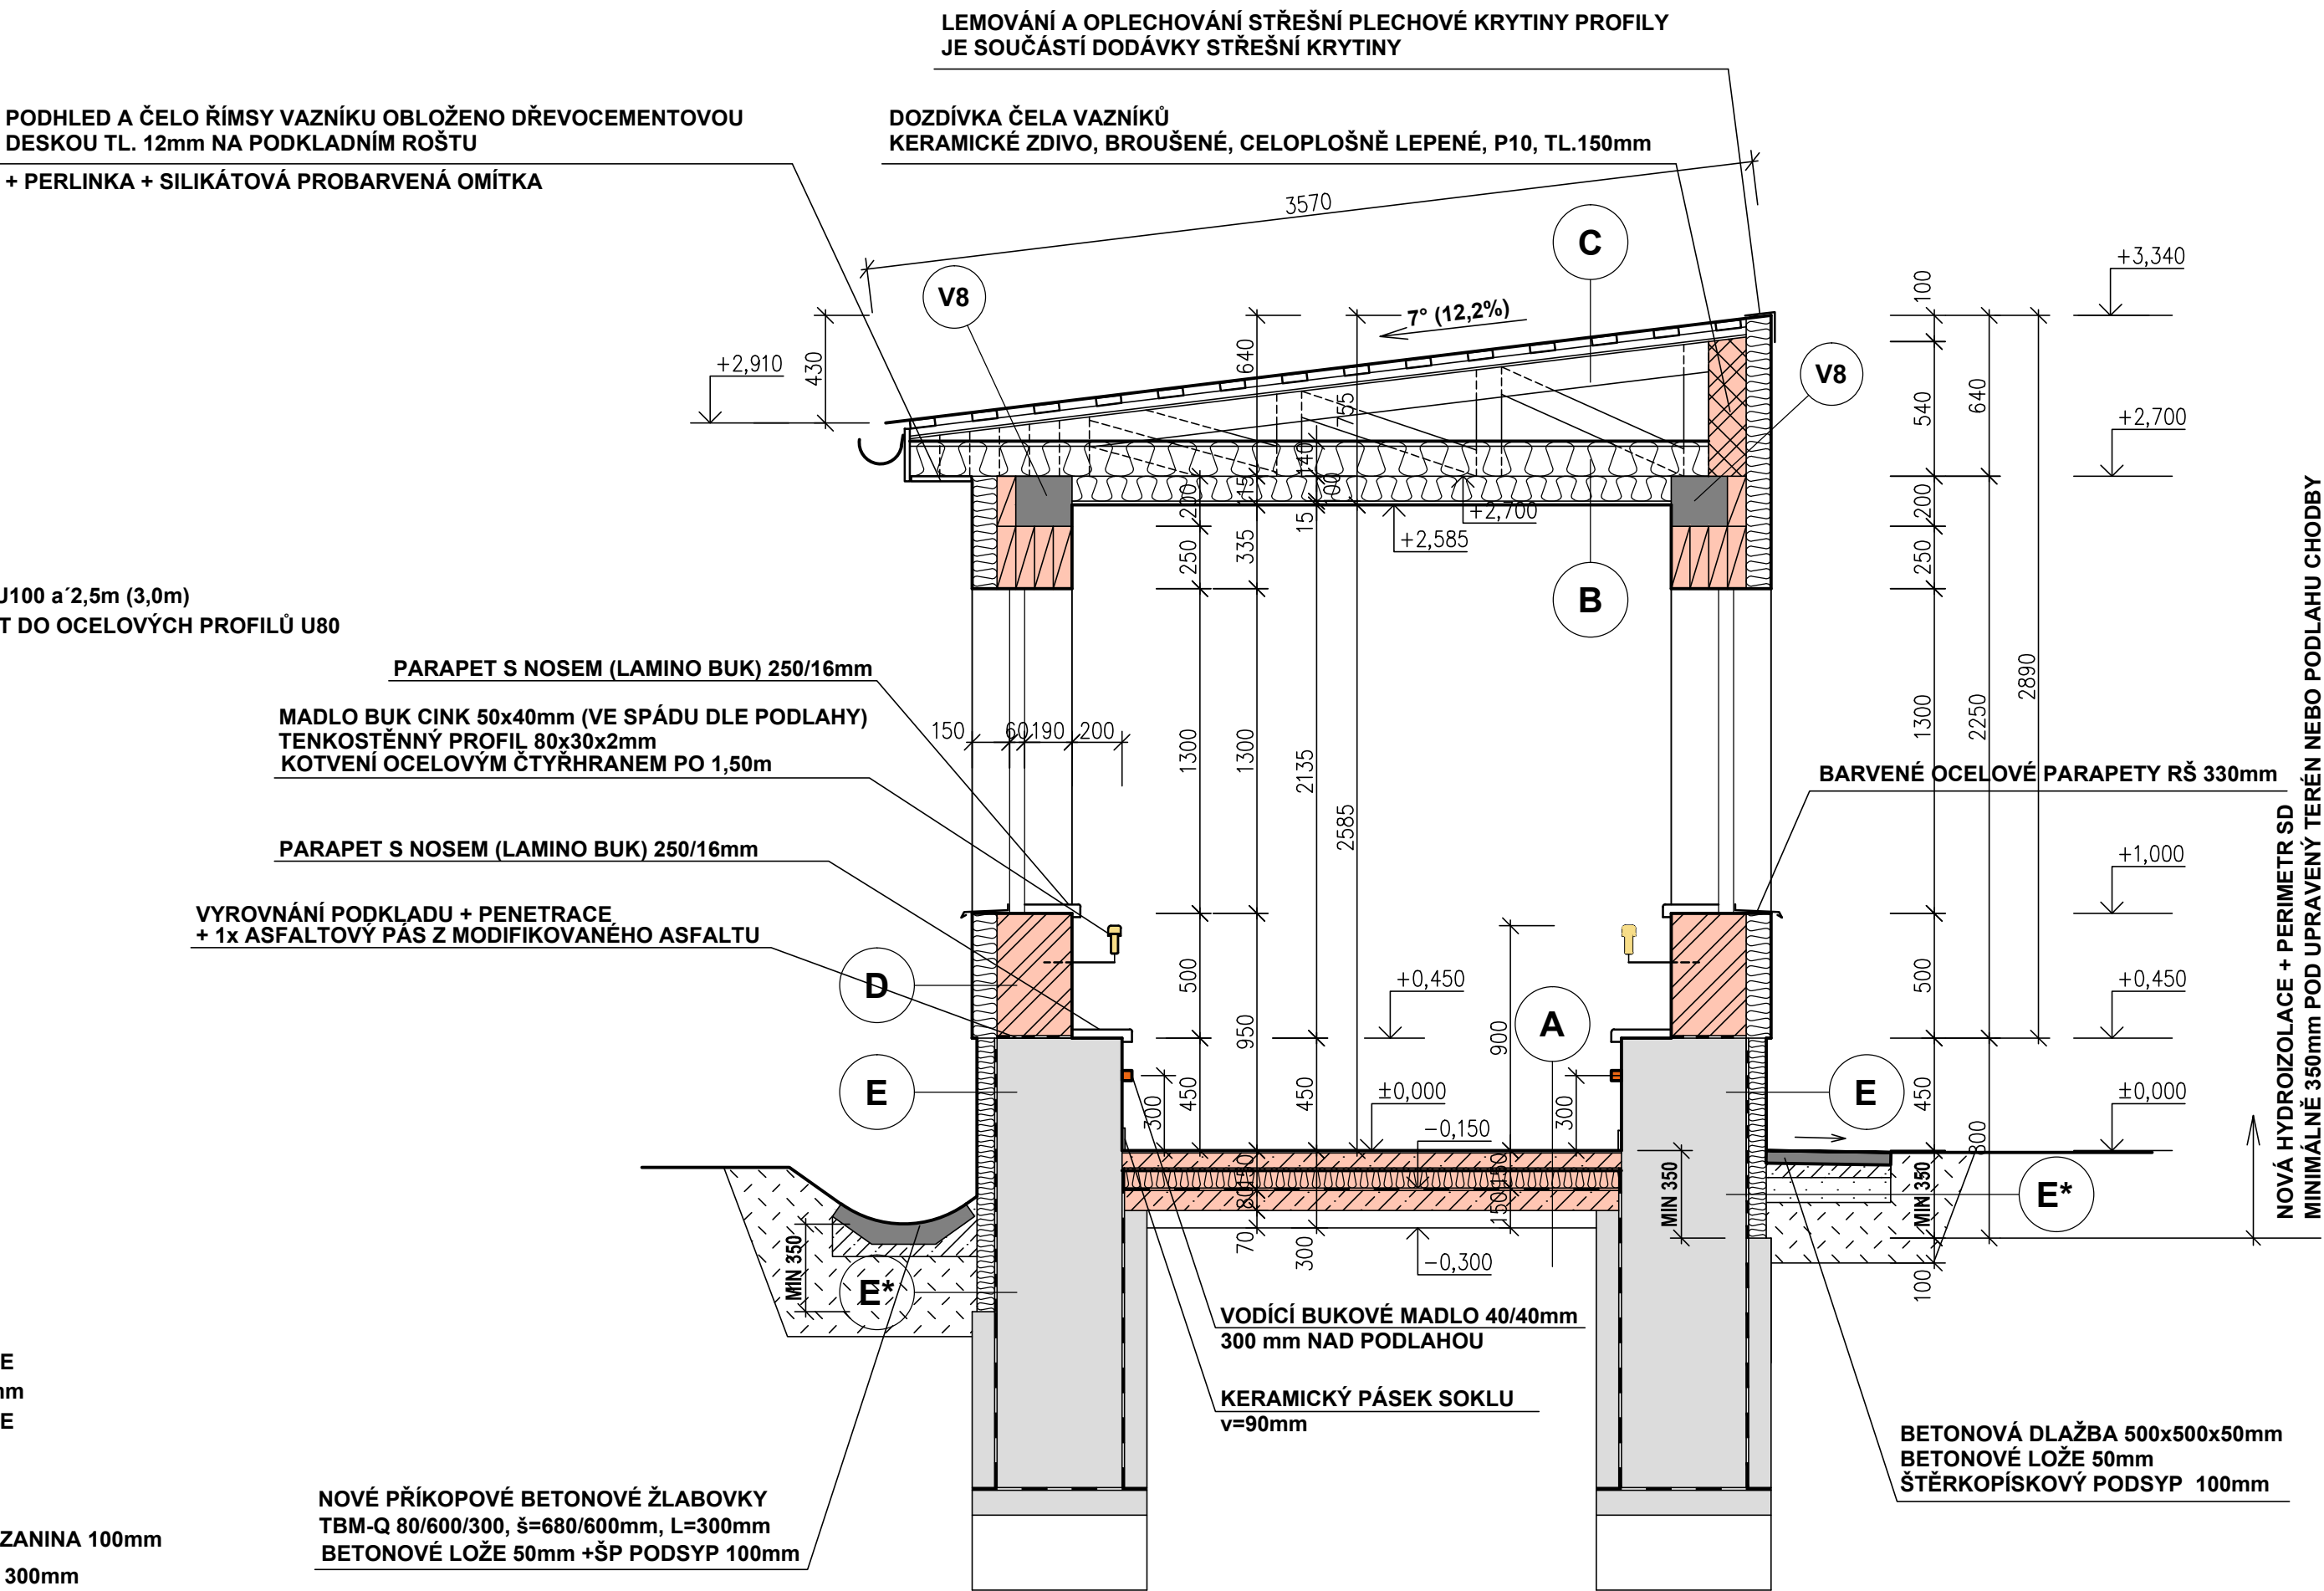 LEMOVÁNÍ A OPLECHOVÁNÍ STŘEŠNÍ PLECHOVÉ KRYTINY PROFILY
JE SOUČÁSTÍ DODÁVKY STŘEŠNÍ KRYTINY
PODHLED A ČELO ŘÍMSY VAZNÍKU OBLOŽENO DŘEVOCEMENTOVOU
DESKOU TL. 12mm NA PODKLADNÍM ROŠTU
+ PERLINKA + SILIKÁTOVÁ PROBARVENÁ OMÍTKA
DOZDÍVKA ČELA VAZNÍKŮ
KERAMICKÉ ZDIVO, BROUŠENÉ, CELOPLOŠNĚ LEPENÉ, P10, TL.150mm
3570
C
V8
7° (12,2%)
+3,340
100
+2,910
430
640
755
V8
540
640
+2,700
140
200
115
100
15
+2,700
+2,585
250
335
200
250
B
U100 a´2,5m (3,0m)
T DO OCELOVÝCH PROFILŮ U80
PARAPET S NOSEM (LAMINO BUK) 250/16mm
MADLO BUK CINK 50x40mm (VE SPÁDU DLE PODLAHY)
TENKOSTĚNNÝ PROFIL 80x30x2mm
KOTVENÍ OCELOVÝM ČTYŘHRANEM PO 1,50m
150
60
190
200
1300
1300
2135
2585
1300
2250
2890
BARVENÉ OCELOVÉ PARAPETY RŠ 330mm
PARAPET S NOSEM (LAMINO BUK) 250/16mm
VYROVNÁNÍ PODKLADU + PENETRACE
+ 1x ASFALTOVÝ PÁS Z MODIFIKOVANÉHO ASFALTU
+1,000
D
500
950
+0,450
900
A
500
+0,450
E
300
450
450
±0,000
300
E
450
800
±0,000
-0,150
150
80
70
300
150
150
MIN 350
MIN 350
E*
-0,300
100
MIN 350
E*
NOVÁ HYDROIZOLACE + PERIMETR SD
MINIMÁLNĚ 350mm POD UPRAVENÝ TERÉN NEBO PODLAHU CHODBY
VODÍCÍ BUKOVÉ MADLO 40/40mm
300 mm NAD PODLAHOU
KERAMICKÝ PÁSEK SOKLU
v=90mm
E
mm
E
ZANINA 100mm
300mm
NOVÉ PŘÍKOPOVÉ BETONOVÉ ŽLABOVKY
TBM-Q 80/600/300, š=680/600mm, L=300mm
BETONOVÉ LOŽE 50mm +ŠP PODSYP 100mm
BETONOVÁ DLAŽBA 500x500x50mm
BETONOVÉ LOŽE 50mm
ŠTĚRKOPÍSKOVÝ PODSYP 100mm